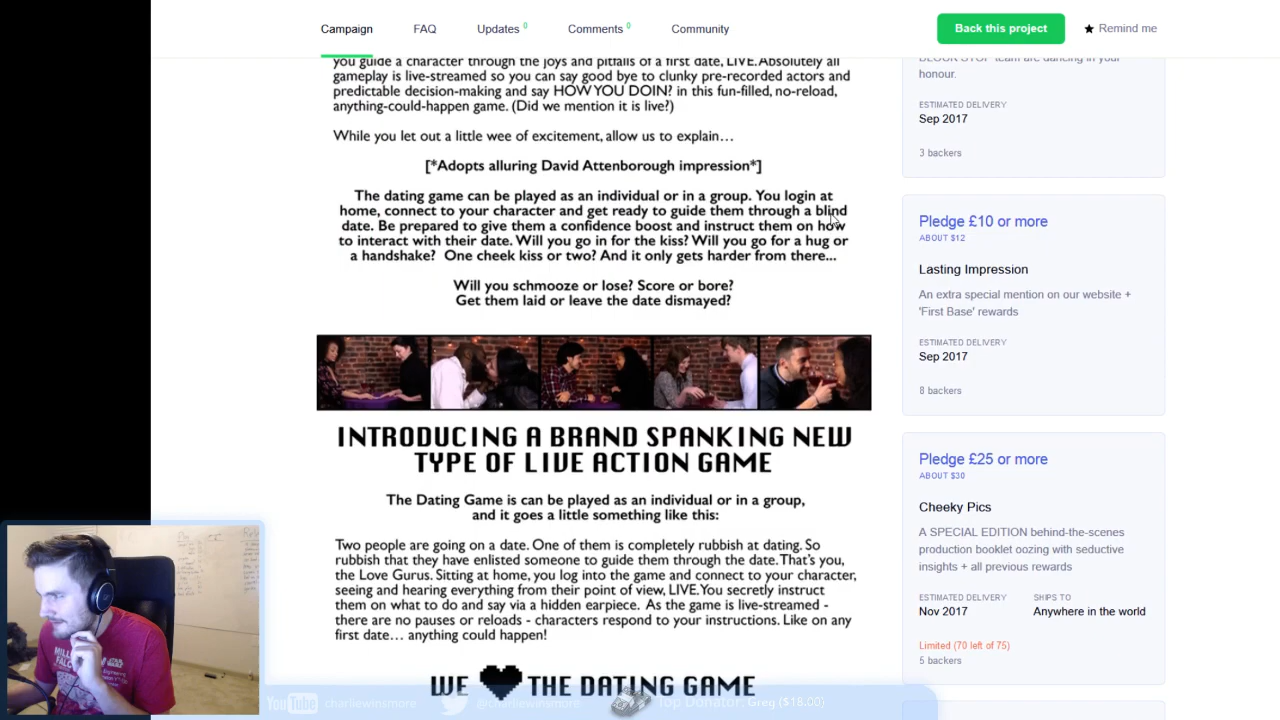 Campaign
FAQ
Updates 0
Comments 0
Community
Back this project
★ Remind me
you guide a character through the joys and pitfalls of a first date, LIVE. Absolutely all
gameplay is live-streamed so you can say good bye to clunky pre-recorded actors and
predictable decision-making and say HOW YOU DOIN? in this fun-filled, no-reload,
anything-could-happen game. (Did we mention it is live?)
While you let out a little wee of excitement, allow us to explain…
[*Adopts alluring David Attenborough impression*]
The dating game can be played as an individual or in a group. You login at
home, connect to your character and get ready to guide them through a blind
date. Be prepared to give them a confidence boost and instruct them on how
to interact with their date. Will you go in for the kiss? Will you go for a hug or
a handshake? One cheek kiss or two? And it only gets harder from there...
Will you schmooze or lose? Score or bore?
Get them laid or leave the date dismayed?
INTRODUCING A BRAND SPANKING NEW
TYPE OF LIVE ACTION GAME
The Dating Game is can be played as an individual or in a group,
and it goes a little something like this:
Two people are going on a date. One of them is completely rubbish at dating. So
rubbish that they have enlisted someone to guide them through the date. That's you,
the Love Gurus. Sitting at home, you log into the game and connect to your character,
seeing and hearing everything from their point of view, LIVE. You secretly instruct
them on what to do and say via a hidden earpiece. As the game is live-streamed -
there are no pauses or reloads - characters respond to your instructions. Like on any
first date… anything could happen!
WE THE DATING GAME
BLOCK STOP team are dancing in your
honour.
ESTIMATED DELIVERY
Sep 2017
3 backers
Pledge £10 or more
ABOUT $12
Lasting Impression
An extra special mention on our website +
'First Base' rewards
ESTIMATED DELIVERY
Sep 2017
8 backers
Pledge £25 or more
ABOUT $30
Cheeky Pics
A SPECIAL EDITION behind-the-scenes
production booklet oozing with seductive
insights + all previous rewards
ESTIMATED DELIVERY
SHIPS TO
Nov 2017
Anywhere in the world
Limited (70 left of 75)
5 backers
YouTube charliewinsmore
@charliewinsmore
Top Donator: Greg ($18.00)